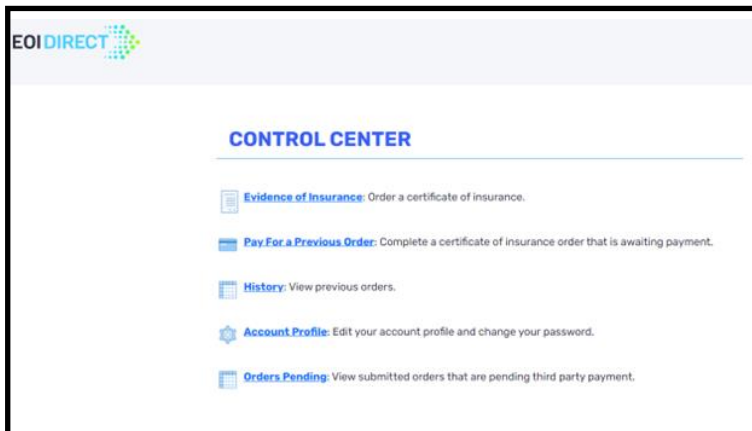 EOI DIRECT
CONTROL CENTER
Evidence of Insurance: Order a certificate of insurance.
Pay For a Previous Order: Complete a certificate of insurance order that is awaiting payment.
History: View previous orders.
Account Profile: Edit your account profile and change your password.
Orders Pending: View submitted orders that are pending third party payment.